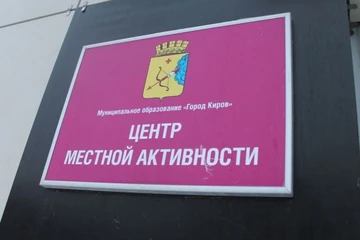 Муниципальное образование «Город Киров»
ЦЕНТР
МЕСТНОЙ АКТИВНОСТИ